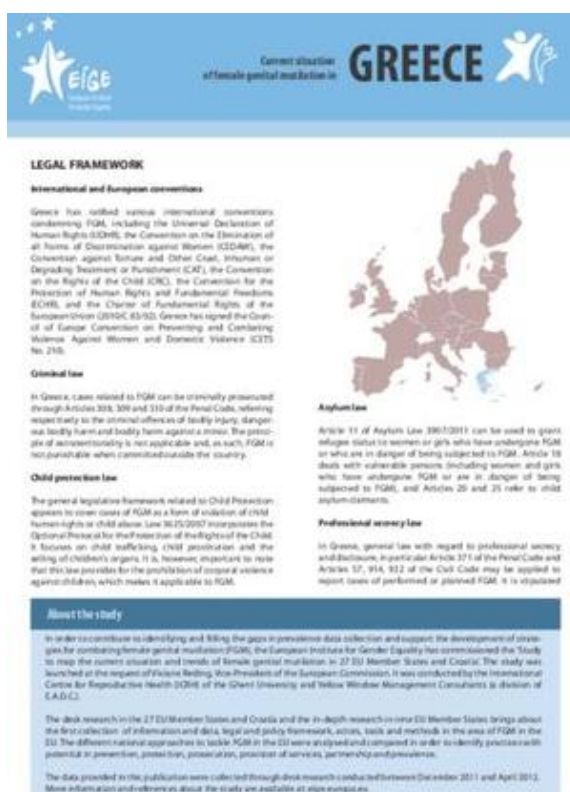 EIGE
European Institute
for Gender Equality
Current situation
of female genital mutilation in
GREECE
LEGAL FRAMEWORK
International and European conventions
Greece has ratified various international conventions
condemning FGM, including the Universal Declaration of
Human Rights (UDHR), the Convention on the Elimination of
all Forms of Discrimination against Women (CEDAW), the
Convention against Torture and Other Cruel, Inhuman or
Degrading Treatment or Punishment (CAT), the Convention
on the Rights of the Child (CRC), the Convention for the
Protection of Human Rights and Fundamental Freedoms
(ECHR), and the Charter of Fundamental Rights of the
European Union (2010/C 83/02). Greece has signed the Coun-
cil of Europe Convention on Preventing and Combating
Violence Against Women and Domestic Violence (CETS
No. 210).
Criminal law
In Greece, cases related to FGM can be criminally prosecuted
through Articles 308, 309 and 310 of the Penal Code, referring
respectively to the criminal offences of bodily injury, danger-
ous bodily harm and bodily harm against a minor. The princi-
ple of extraterritoriality is not applicable and, as such, FGM is
not punishable when committed outside the country.
Child protection law
The general legislative framework related to Child Protection
appears to cover cases of FGM as a form of violation of child
human rights or child abuse. Law 3625/2007 incorporates the
Optional Protocol for the Protection of the Rights of the Child.
It focuses on child trafficking, child prostitution and the
selling of children's organs. It is, however, important to note
that this law provides for the prohibition of corporal violence
against children, which makes it applicable to FGM.
Asylum law
Article 11 of Asylum Law 3907/2011 can be used to grant
refugee status to women or girls who have undergone FGM
or who are in danger of being subjected to FGM. Article 18
deals with vulnerable persons (including women and girls
who have undergone FGM or are in danger of being
subjected to FGM), and Articles 20 and 25 refer to child
asylum claimants.
Professional secrecy law
In Greece, general law with regard to professional secrecy
and disclosure, in particular Article 371 of the Penal Code and
Articles 57, 914, 932 of the Civil Code may be applied to
report cases of performed or planned FGM. It is stipulated
About the study
In order to contribute to identifying and filling the gaps in prevalence data collection and support the development of strate-
gies for combating female genital mutilation (FGM), the European Institute for Gender Equality has commissioned the 'Study
to map the current situation and trends of female genital mutilation in 27 EU Member States and Croatia'. The study was
launched at the request of Viviane Reding, Vice-President of the European Commission. It was conducted by the International
Centre for Reproductive Health (ICRH) of the Ghent University and Yellow Window Management Consultants (a division of
E.A.D.C.).
The desk research in the 27 EU Member States and Croatia and the in-depth research in nine EU Member States brings about
the first collection of information and data, legal and policy framework, actors, tools and methods in the area of FGM in the
EU. The different national approaches to tackle FGM in the EU were analysed and compared in order to identify practices with
potential in prevention, protection, prosecution, provision of services, partnership and prevalence.
The data provided in this publication were collected through desk research conducted between December 2011 and April 2012.
More information and references about the study are available at eige.europa.eu